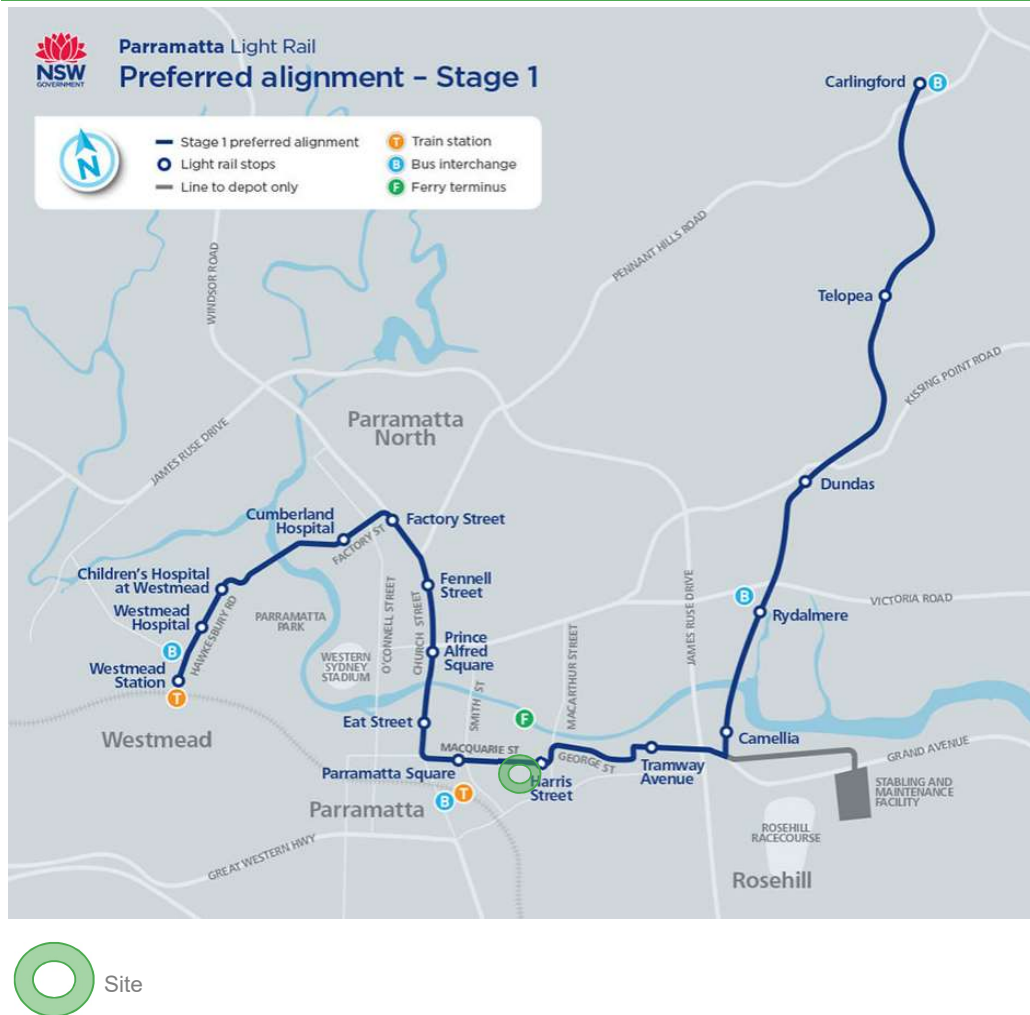 NSW
GOVERNMENT
Parramatta Light Rail
Preferred alignment – Stage 1
N
Stage 1 preferred alignment
Light rail stops
Line to depot only
T Train station
B Bus interchange
F Ferry terminus
Carlingford
B
PENNANT HILLS ROAD
WINDSOR ROAD
Telopea
KISSING POINT ROAD
Parramatta
North
JAMES RUSE DRIVE
Dundas
Cumberland
Hospital
Factory Street
FACTORY ST
Children's Hospital
at Westmead
Fennell
Street
O'CONNELL STREET
CHURCH STREET
JAMES RUSE DRIVE
B
VICTORIA ROAD
Rydalmere
Westmead
Hospital
HAWKESBURY RD
PARRAMATTA
PARK
Prince
Alfred
Square
MACARTHUR STREET
B
Westmead
Station
T
WESTERN
SYDNEY
STADIUM
SMITH ST
Eat Street
F
Westmead
Camellia
MACQUARIE ST
GEORGE ST
GRAND AVENUE
Parramatta Square
Harris
Street
Tramway
Avenue
STABLING AND
MAINTENANCE
FACILITY
Parramatta
B
T
ROSEHILL
RACECOURSE
GREAT WESTERN HWY
Rosehill
Site